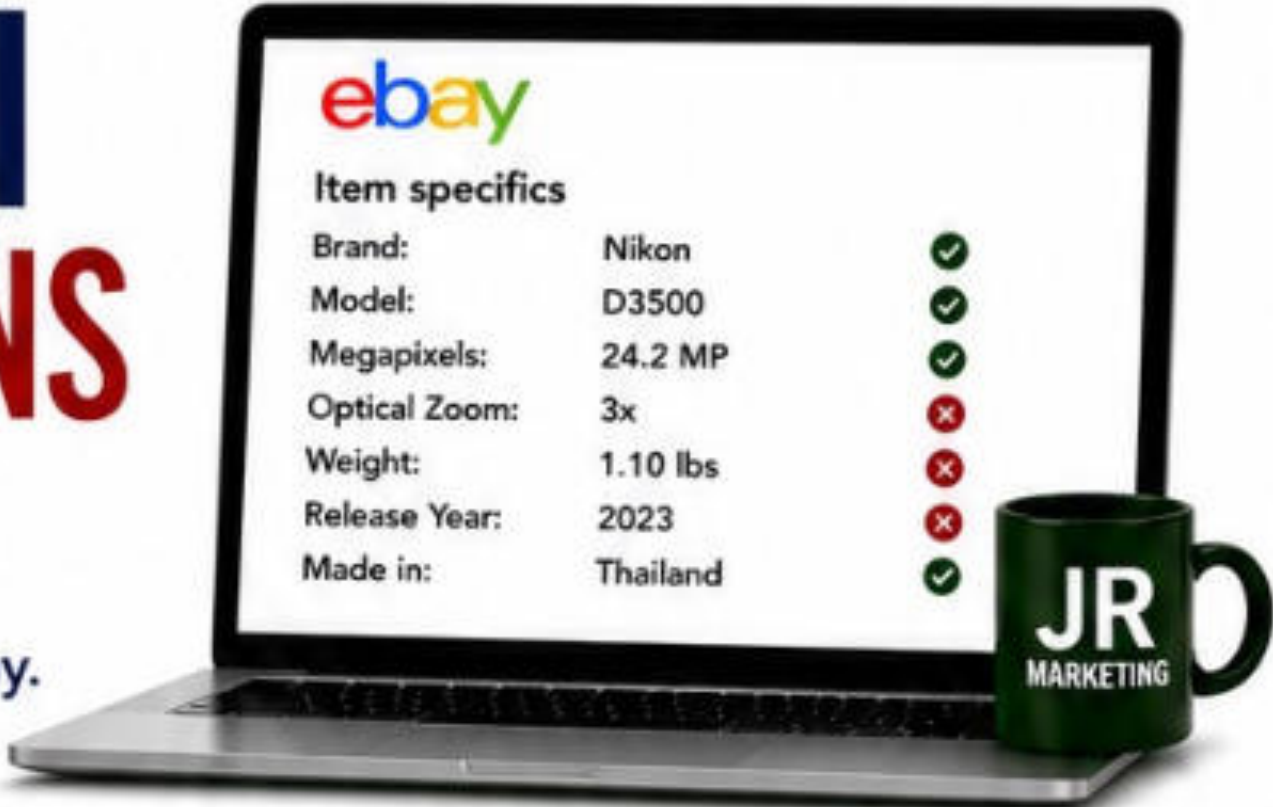 NS
y.
ebay
Item specifics
Brand: Nikon
Model: D3500
Megapixels: 24.2 MP
Optical Zoom: 3x
Weight: 1.10 lbs
Release Year: 2023
Made in: Thailand
JR
MARKETING